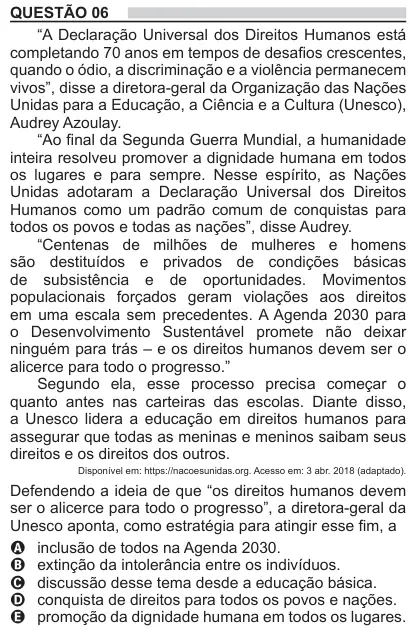 QUESTÃO 06
“A Declaração Universal dos Direitos Humanos está
completando 70 anos em tempos de desafios crescentes,
quando o ódio, a discriminação e a violência permanecem
vivos”, disse a diretora-geral da Organização das Nações
Unidas para a Educação, a Ciência e a Cultura (Unesco),
Audrey Azoulay.
“Ao final da Segunda Guerra Mundial, a humanidade
inteira resolveu promover a dignidade humana em todos
os lugares e para sempre. Nesse espírito, as Nações
Unidas adotaram a Declaração Universal dos Direitos
Humanos como um padrão comum de conquistas para
todos os povos e todas as nações”, disse Audrey.
“Centenas de milhões de mulheres e homens
são destituídos e privados de condições básicas
de subsistência e de oportunidades. Movimentos
populacionais forçados geram violações aos direitos
em uma escala sem precedentes. A Agenda 2030 para
o Desenvolvimento Sustentável promete não deixar
ninguém para trás – e os direitos humanos devem ser o
alicerce para todo o progresso.”
Segundo ela, esse processo precisa começar o
quanto antes nas carteiras das escolas. Diante disso,
a Unesco lidera a educação em direitos humanos para
assegurar que todas as meninas e meninos saibam seus
direitos e os direitos dos outros.
Disponível em: https://nacoesunidas.org. Acesso em: 3 abr. 2018 (adaptado).
Defendendo a ideia de que “os direitos humanos devem
ser o alicerce para todo o progresso”, a diretora-geral da
Unesco aponta, como estratégia para atingir esse fim, a
A inclusão de todos na Agenda 2030.
B extinção da intolerância entre os indivíduos.
C discussão desse tema desde a educação básica.
D conquista de direitos para todos os povos e nações.
E promoção da dignidade humana em todos os lugares.